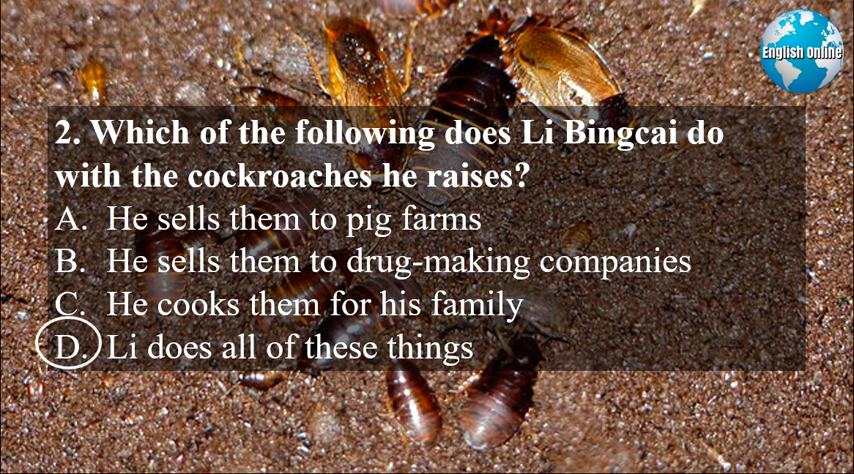 English Online
2. Which of the following does Li Bingcai do
with the cockroaches he raises?
A. He sells them to pig farms
B. He sells them to drug-making companies
C. He cooks them for his family
D. Li does all of these things